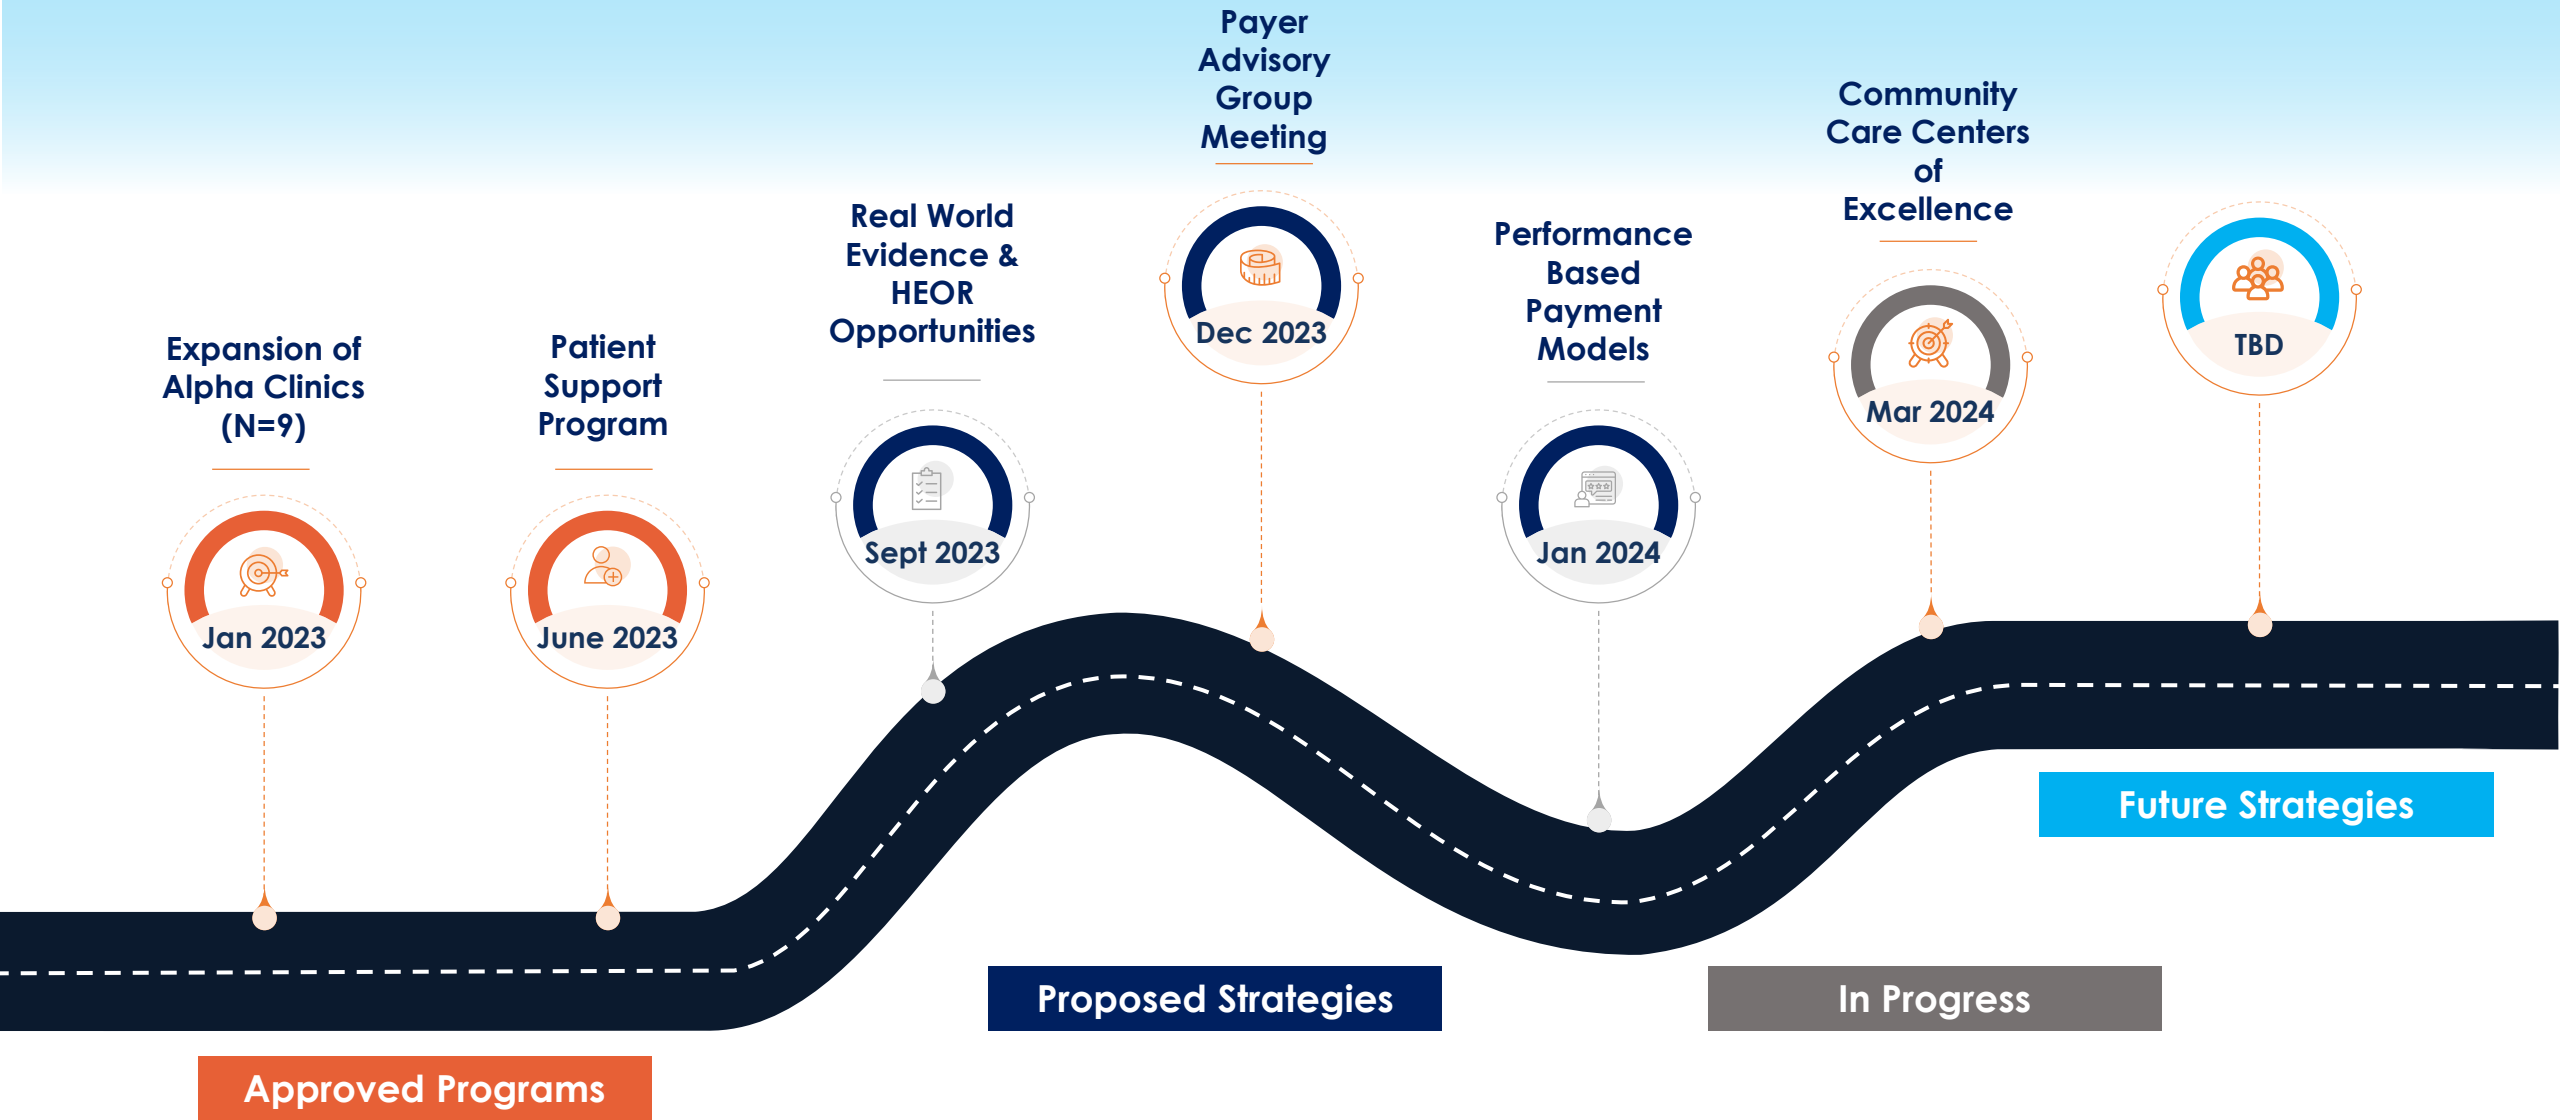 Expansion of
Alpha Clinics
(N=9)
Jan 2023
Patient
Support
Program
June 2023
Real World
Evidence &
HEOR
Opportunities
Sept 2023
Payer
Advisory
Group
Meeting
Dec 2023
Performance
Based
Payment
Models
Jan 2024
Community
Care Centers
of
Excellence
Mar 2024
TBD
Approved Programs
Proposed Strategies
In Progress
Future Strategies